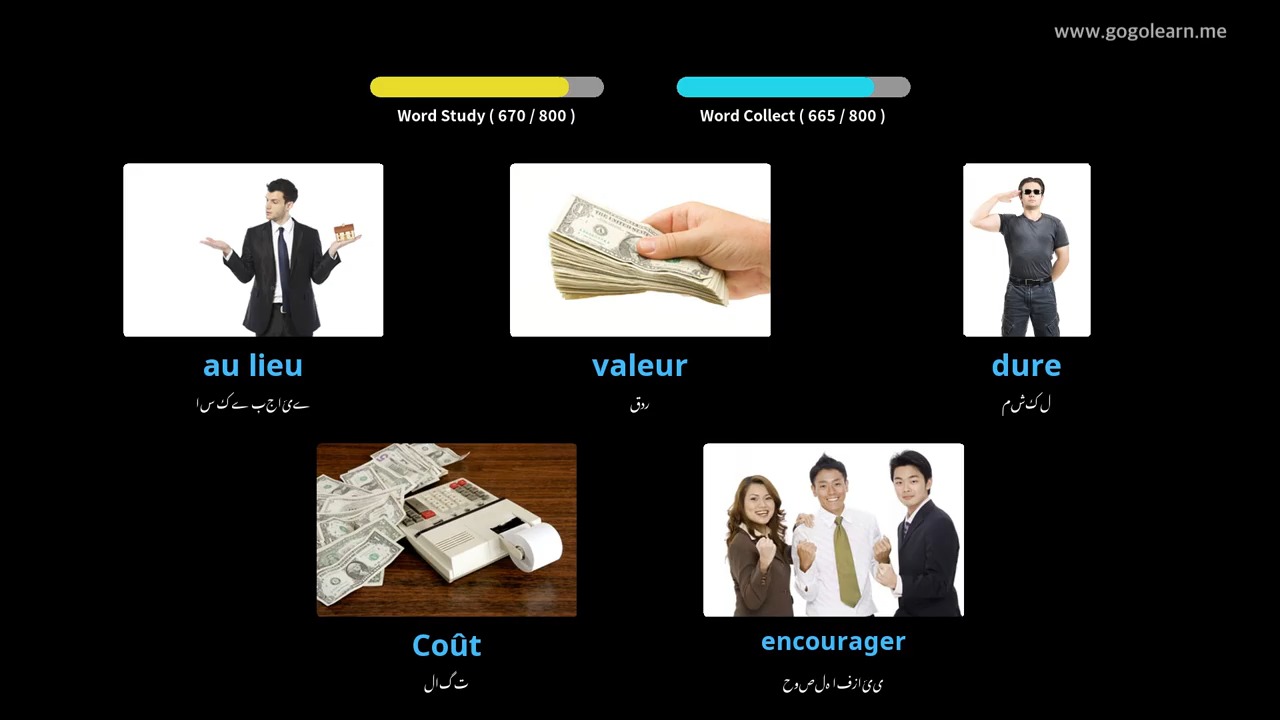 www.gogolearn.me
Word Study ( 670 / 800 )
Word Collect ( 665 / 800 )
au lieu
اس کے بجائے
valeur
قدر
dure
مشکل
Coût
لاگت
encourager
حوصلہ افزائی